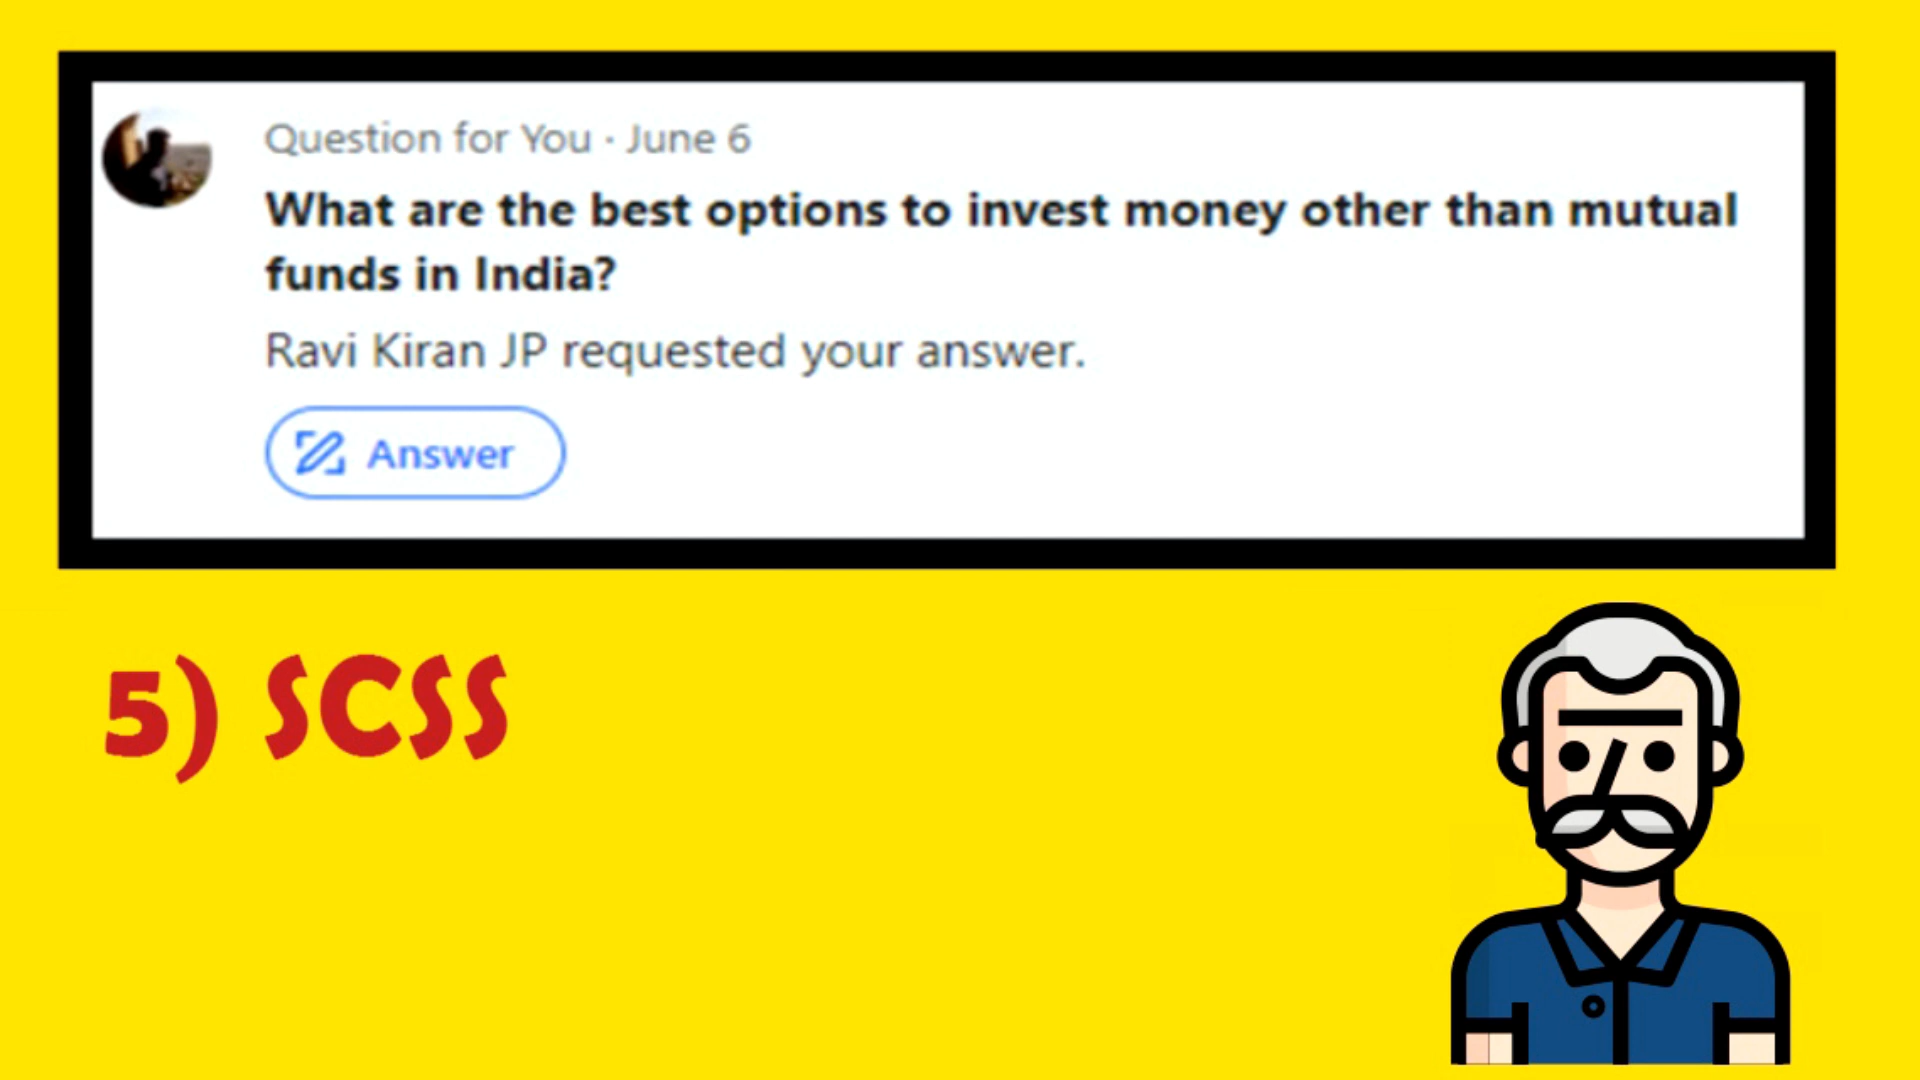 Question for You · June 6
What are the best options to invest money other than mutual
funds in India?
Ravi Kiran JP requested your answer.
Answer
5) SCSS